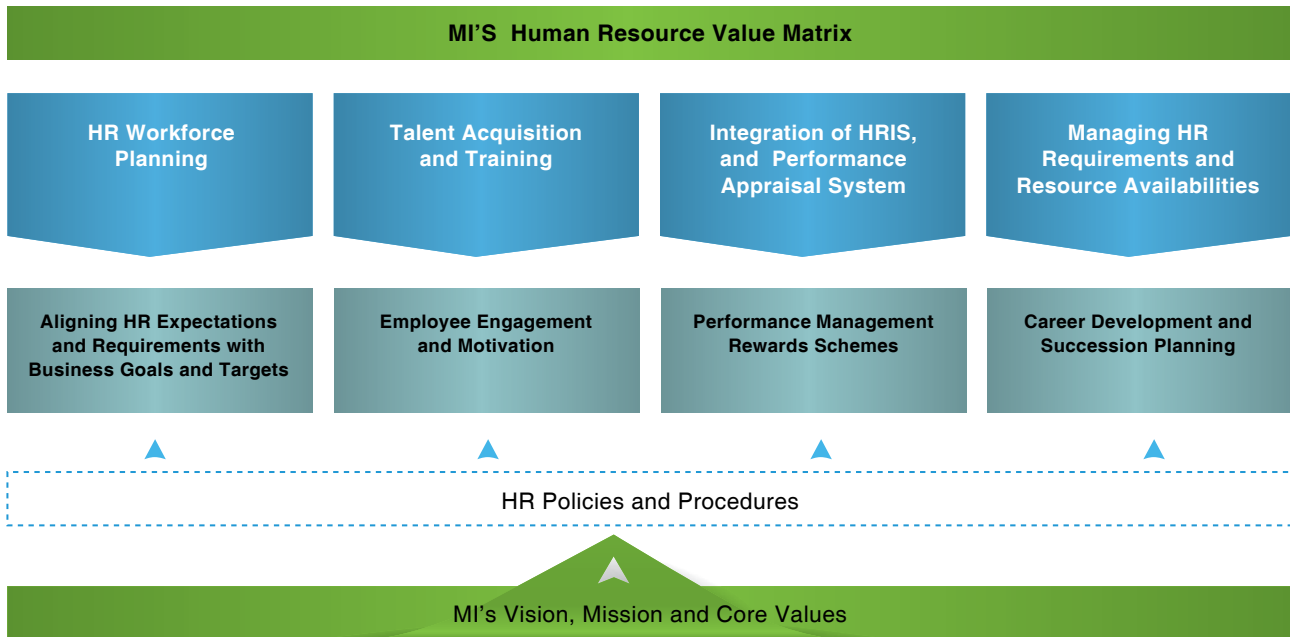 MI'S Human Resource Value Matrix
HR Workforce
Planning
Talent Acquisition
and Training
Integration of HRIS,
and Performance
Appraisal System
Managing HR
Requirements and
Resource Availabilities
Aligning HR Expectations
and Requirements with
Business Goals and Targets
Employee Engagement
and Motivation
Performance Management
Rewards Schemes
Career Development and
Succession Planning
HR Policies and Procedures
MI's Vision, Mission and Core Values